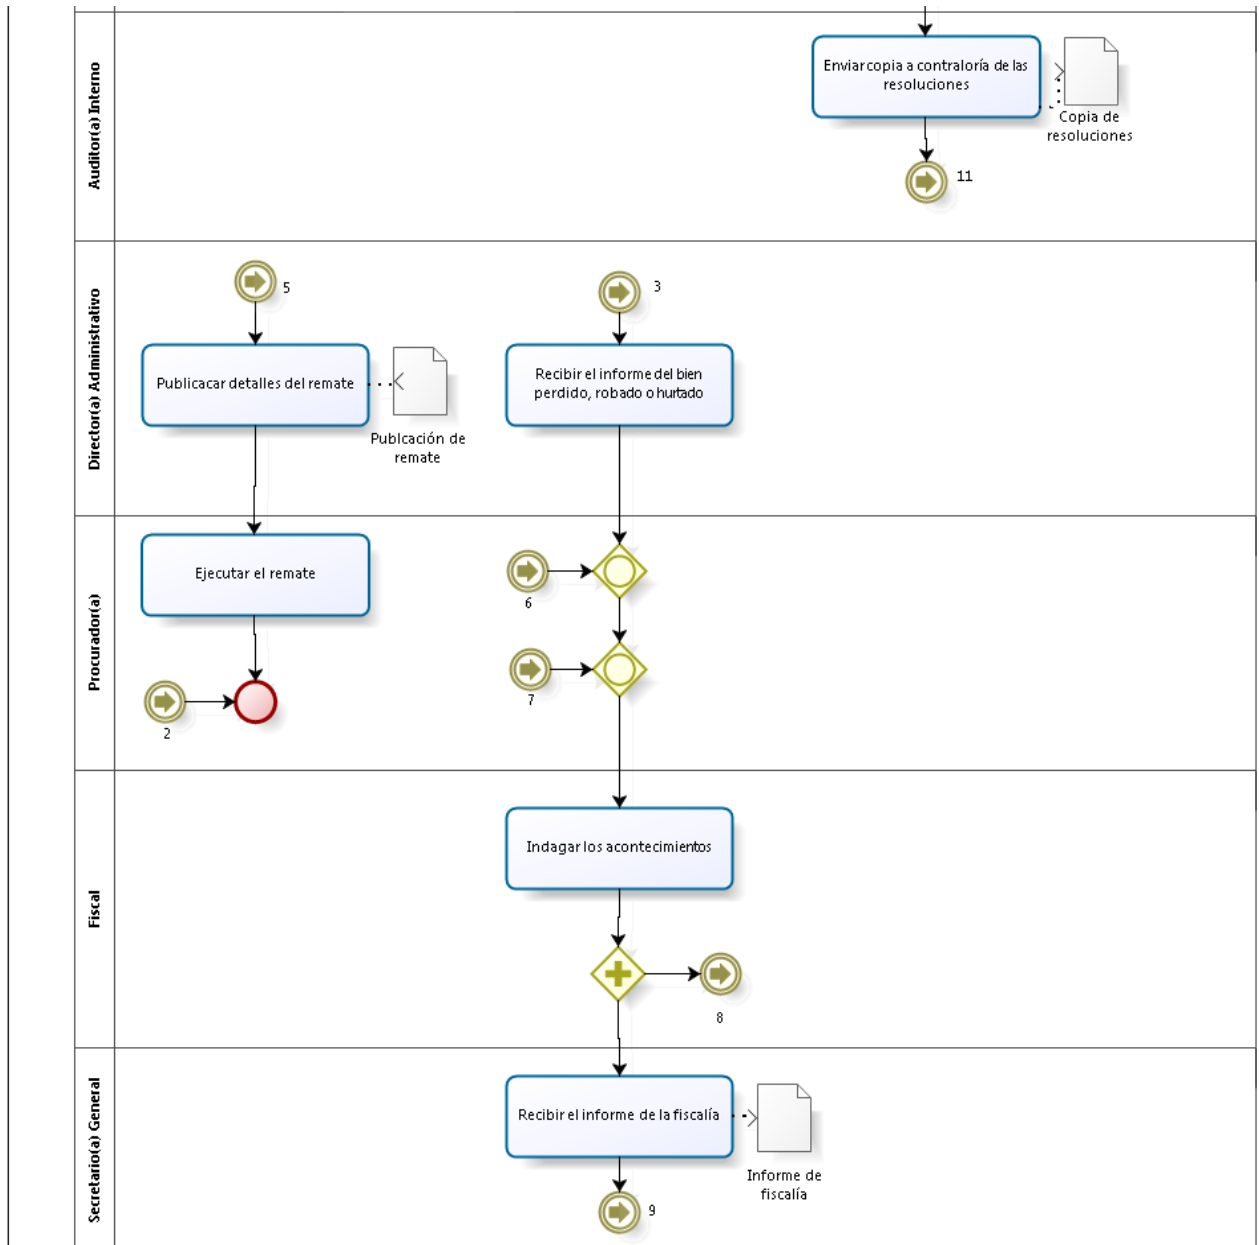 Auditor(a) Interno
Enviar copia a contraloría de las
resoluciones
Copia de
resoluciones
11
Director(a) Administrativo
5
3
Publicacar detalles del remate
Publcación de
remate
Recibir el informe del bien
perdido, robado o hurtado
Procurador(a)
Ejecutar el remate
6
7
2
Fiscal
Indagar los acontecimientos
8
Secretario(a) General
Recibir el informe de la fiscalía
Informe de
fiscalía
9